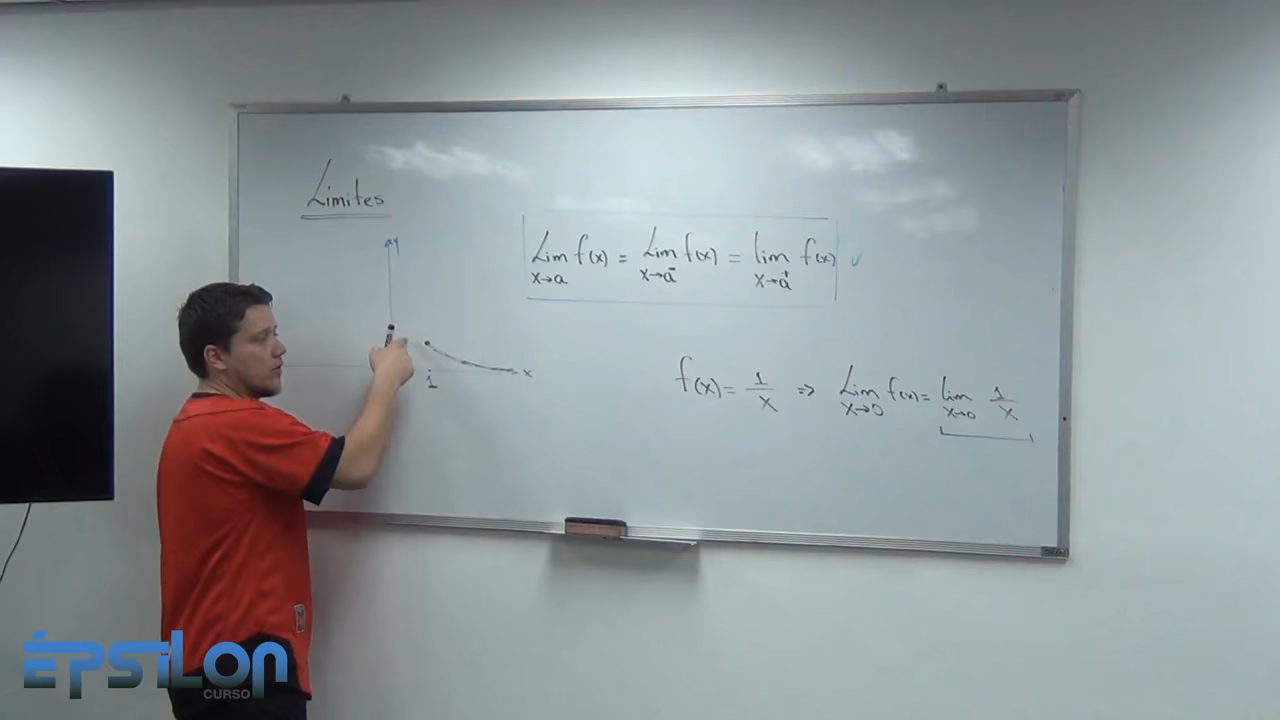 Limites
y
x
1
Lim f(x) = Lim f(x) = lim f(x) ✓
x→a x→a⁻ x→a⁺
f(x) = 1/x => Lim f(x) = lim 1/x
x→0 x→0
ÉPSILON
CURSO